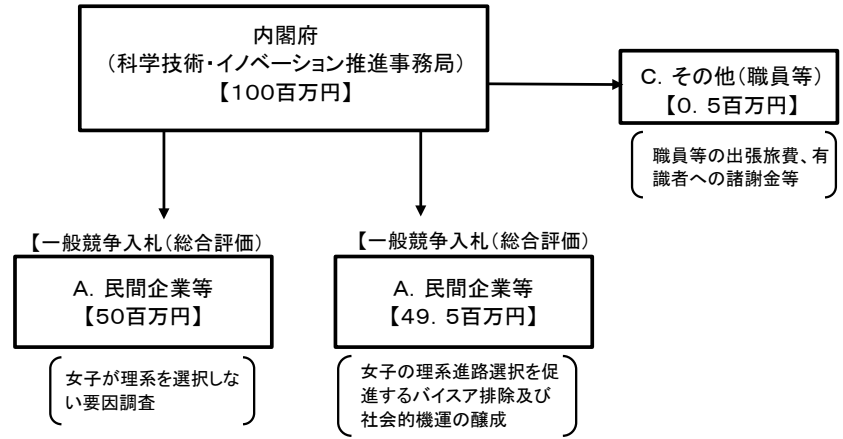 内閣府
(科学技術・イノベーション推進事務局)
【100百万円】
C. その他(職員等)
【0. 5百万円】
職員等の出張旅費、有
識者への諸謝金等
【一般競争入札(総合評価)
A. 民間企業等
【50百万円】
女子が理系を選択しな
い要因調査
【一般競争入札(総合評価)
A. 民間企業等
【49. 5百万円】
女子の理系進路選択を促
進するバイスア排除及び
社会的機運の醸成